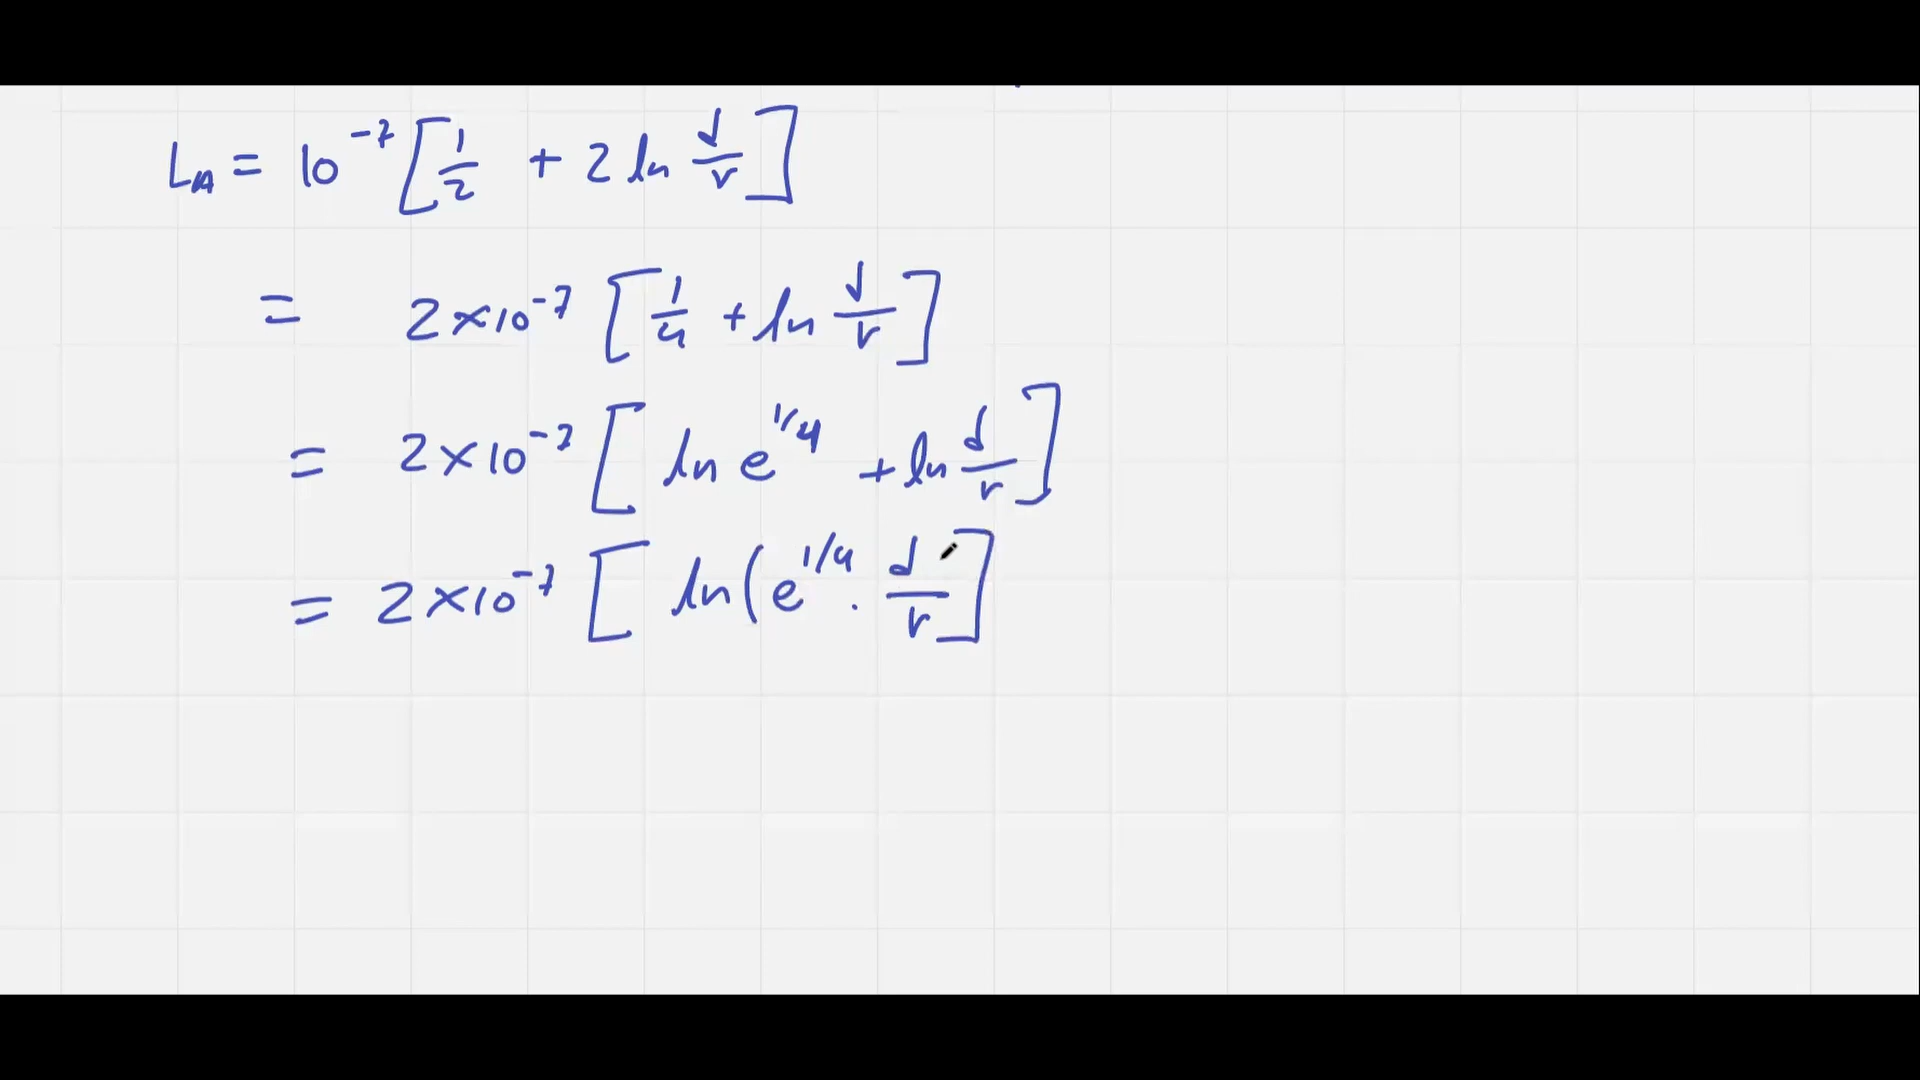 L_A = 10^-7 [1/2 + 2 ln d/r]
= 2×10^-7 [1/4 + ln d/r]
= 2×10^-7 [ln e^1/4 + ln d/r]
= 2×10^-7 [ln(e^1/4 . d/r]